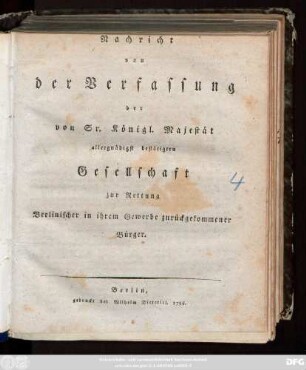 Nachricht
von
der Verfassung
der
von Sr. Königl. Majestät
allergnädigst bestätigten
Gesellschaft
4
zur Rettung
Berlinischer in ihrem Gewerbe zurückgekommener
Bürger.
Berlin,
gedruckt bei Wilhelm Dieterici, 1796.